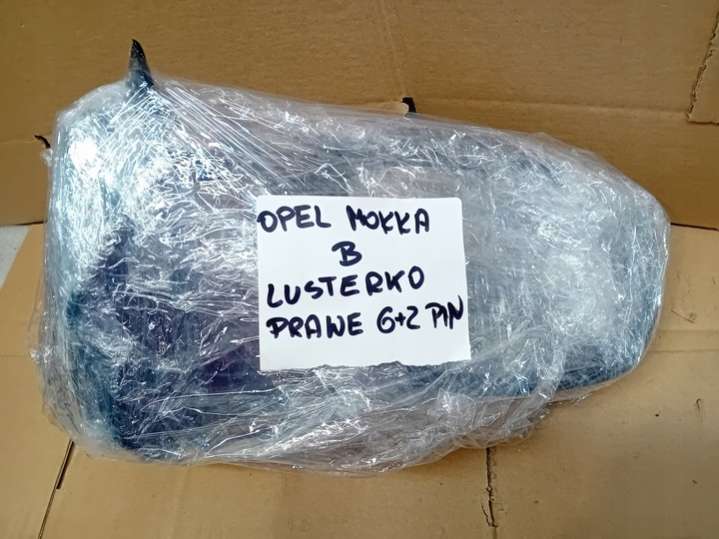 OPEL MOKKA
B
LUSTERKO
PRAWE 6+2 PIN